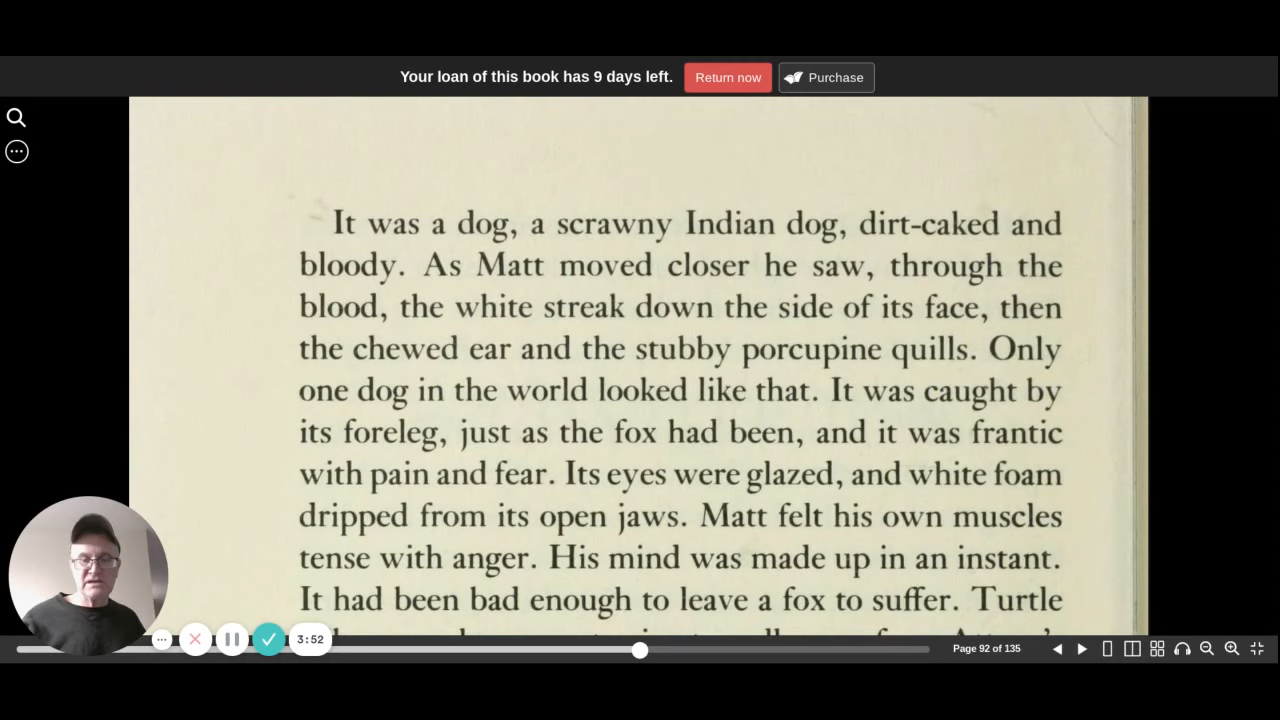 Your loan of this book has 9 days left. Return now Purchase
It was a dog, a scrawny Indian dog, dirt-caked and
bloody. As Matt moved closer he saw, through the
blood, the white streak down the side of its face, then
the chewed ear and the stubby porcupine quills. Only
one dog in the world looked like that. It was caught by
its foreleg, just as the fox had been, and it was frantic
with pain and fear. Its eyes were glazed, and white foam
dripped from its open jaws. Matt felt his own muscles
tense with anger. His mind was made up in an instant.
It had been bad enough to leave a fox to suffer. Turtle
3:52
Page 92 of 135